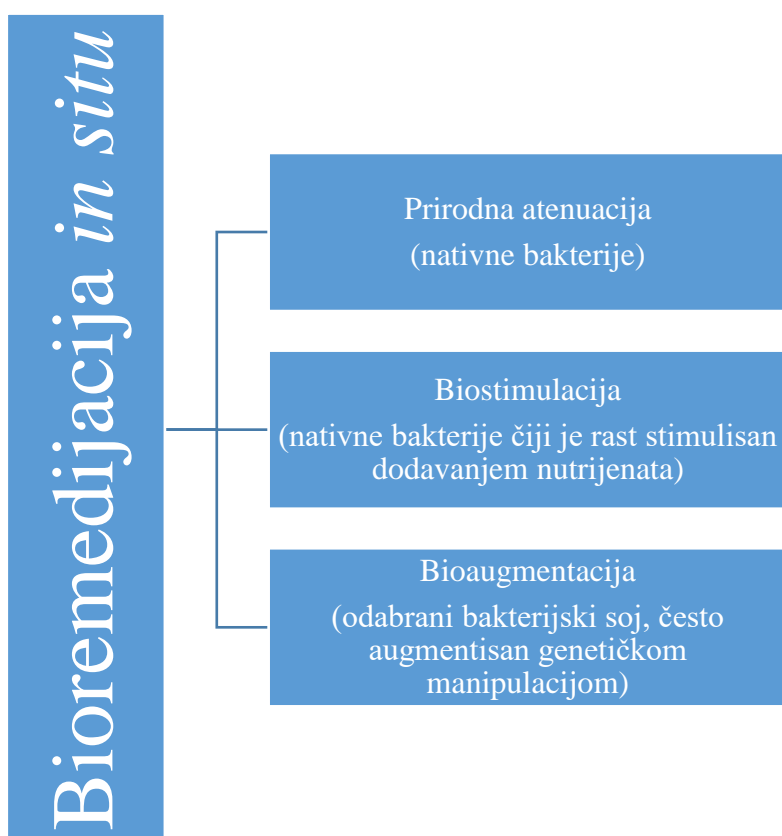 Bioremedijacija in situ
Prirodna atenuacija
(nativne bakterije)
Biostimulacija
(nativne bakterije čiji je rast stimulisan
dodavanjem nutrijenata)
Bioaugmentacija
(odabrani bakterijski soj, često
augmentisan genetičkom
manipulacijom)